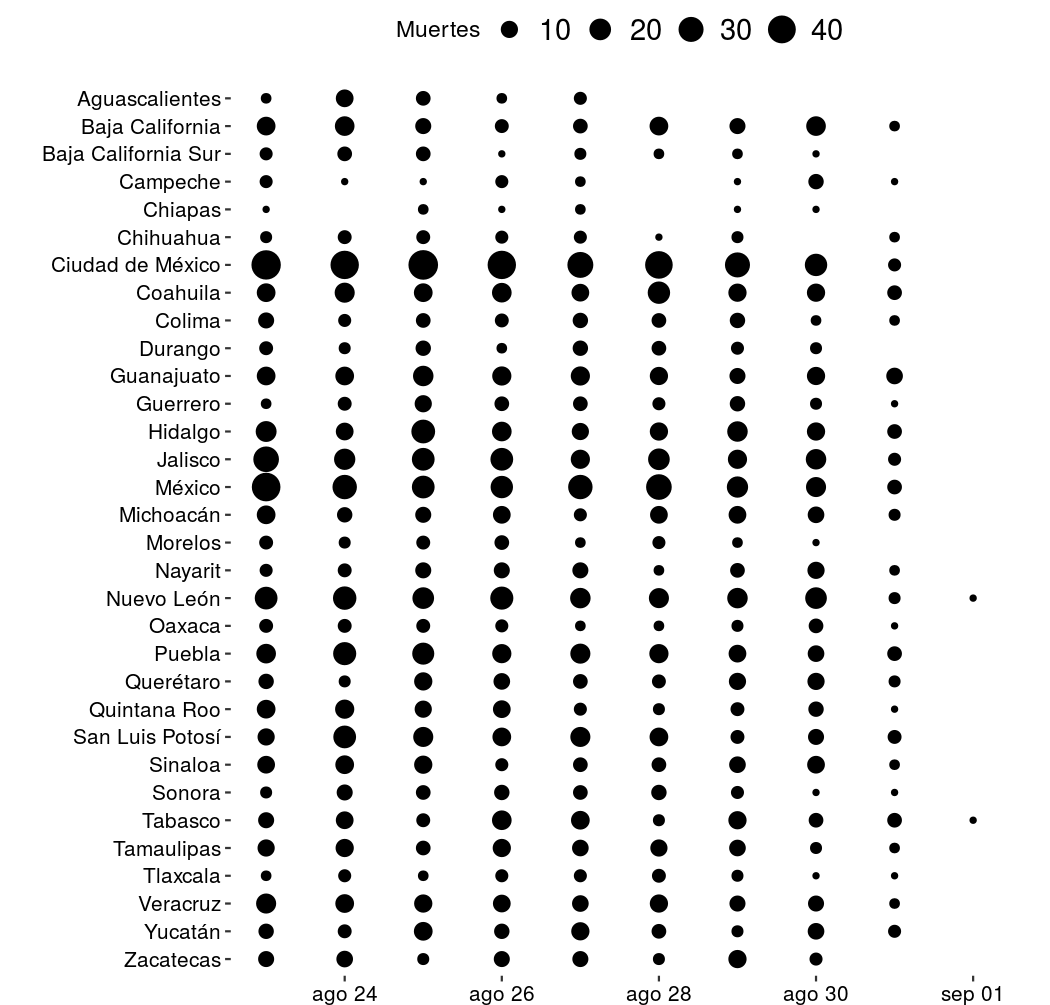 Muertes 10 20 30 40
Aguascalientes
Baja California
Baja California Sur
Campeche
Chiapas
Chihuahua
Ciudad de México
Coahuila
Colima
Durango
Guanajuato
Guerrero
Hidalgo
Jalisco
México
Michoacán
Morelos
Nayarit
Nuevo León
Oaxaca
Puebla
Querétaro
Quintana Roo
San Luis Potosí
Sinaloa
Sonora
Tabasco
Tamaulipas
Tlaxcala
Veracruz
Yucatán
Zacatecas
ago 24 ago 26 ago 28 ago 30 sep 01